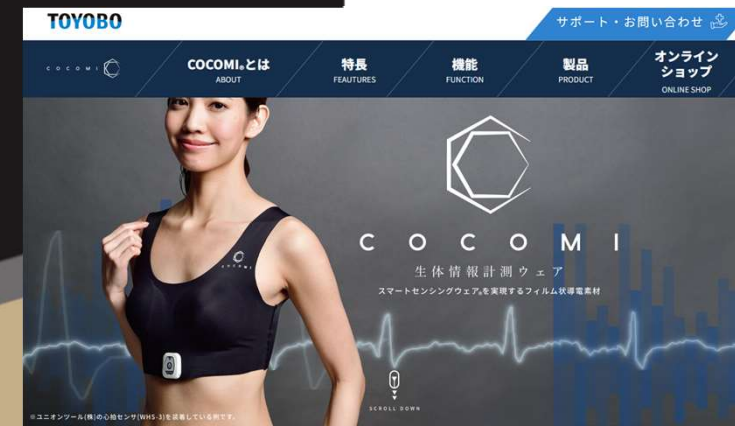 TOYOBO
サポート・お問い合わせ
COCOMI
COCOMI®とは
ABOUT
特長
FEAUTURES
機能
FUNCTION
製品
PRODUCT
オンライン
ショップ
ONLINE SHOP
COCOMI
COCOMI
生体情報計測ウェア
スマートセンシングウェア®を実現するフィルム状導電素材
SCROLL DOWN
※ユニオンツール(株)の心拍センサ(WHS-3)を装着している例です。